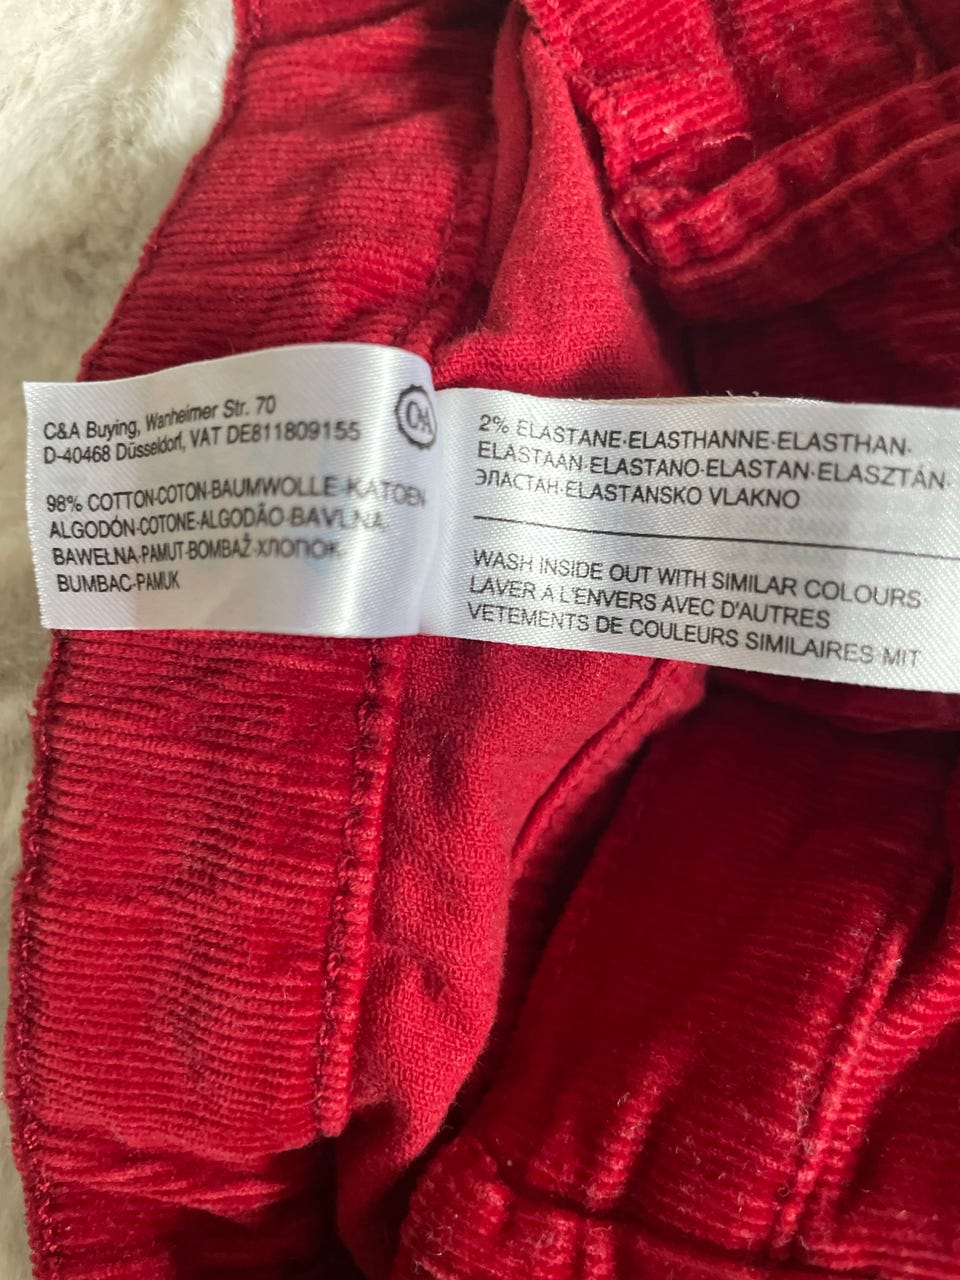 C&A Buying, Wanheimer Str. 70
D-40468 Düsseldorf, VAT DE811809155
C&A
98% COTTON·COTON·BAUMWOLLE·KATOEN
ALGODÓN·COTONE·ALGODÃO·BAVLNA·
BAWEŁNA·PAMUT·BOMBAŽ·ХЛОПОК
BUMBAC·PAMUK
2% ELASTANE·ELASTHANNE·ELASTHAN·
ELASTAAN·ELASTANO·ELASTAN·ELASZTÁN·
ЭЛАСТАН·ELASTANSKO VLAKNO
WASH INSIDE OUT WITH SIMILAR COLOURS
LAVER A L'ENVERS AVEC D'AUTRES
VETEMENTS DE COULEURS SIMILAIRES MIT